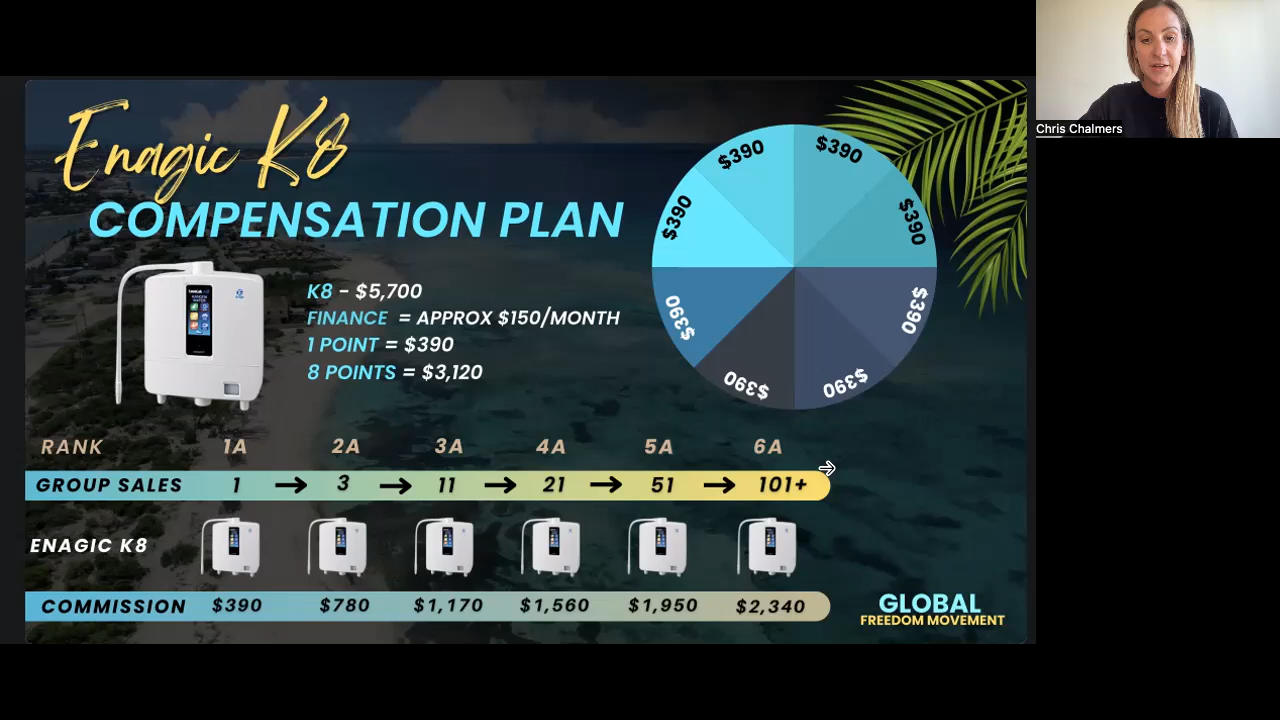 Enagic K8
COMPENSATION PLAN
K8 - $5,700
FINANCE = APPROX $150/MONTH
1 POINT = $390
8 POINTS = $3,120
$390
$390
$390
$390
$390
$390
$390
$390
RANK 1A 2A 3A 4A 5A 6A
GROUP SALES 1 → 3 → 11 → 21 → 51 → 101+
ENAGIC K8
COMMISSION $390 $780 $1,170 $1,560 $1,950 $2,340
GLOBAL
FREEDOM MOVEMENT
Chris Chalmers